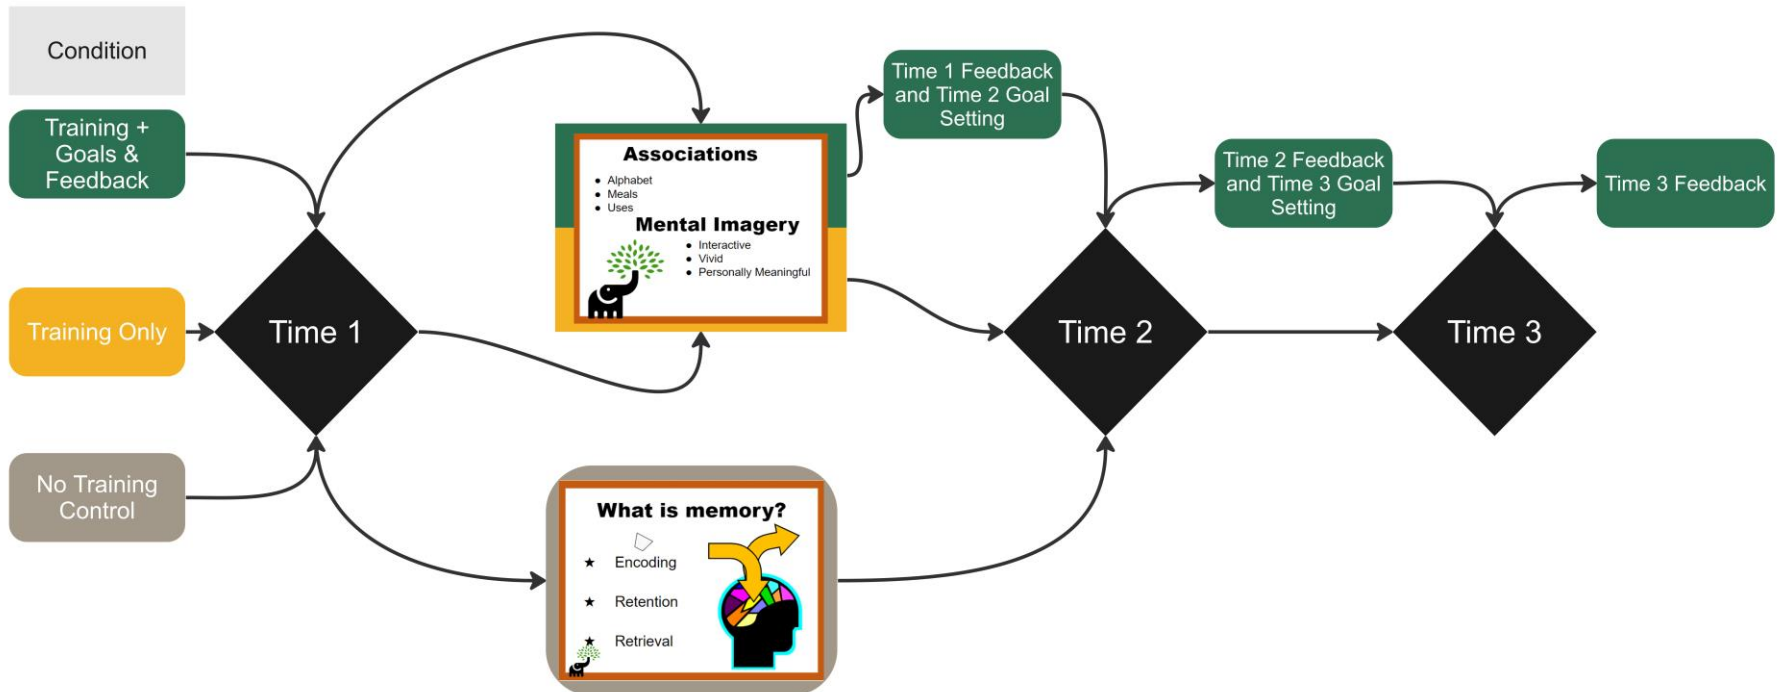 Condition
Training +
Goals &
Feedback
Training Only
No Training
Control
Time 1
Associations
Alphabet
Meals
Uses
Mental Imagery
Interactive
Vivid
Personally Meaningful
What is memory?
Encoding
Retention
Retrieval
Time 1 Feedback
and Time 2 Goal
Setting
Time 2
Time 2 Feedback
and Time 3 Goal
Setting
Time 3
Time 3 Feedback